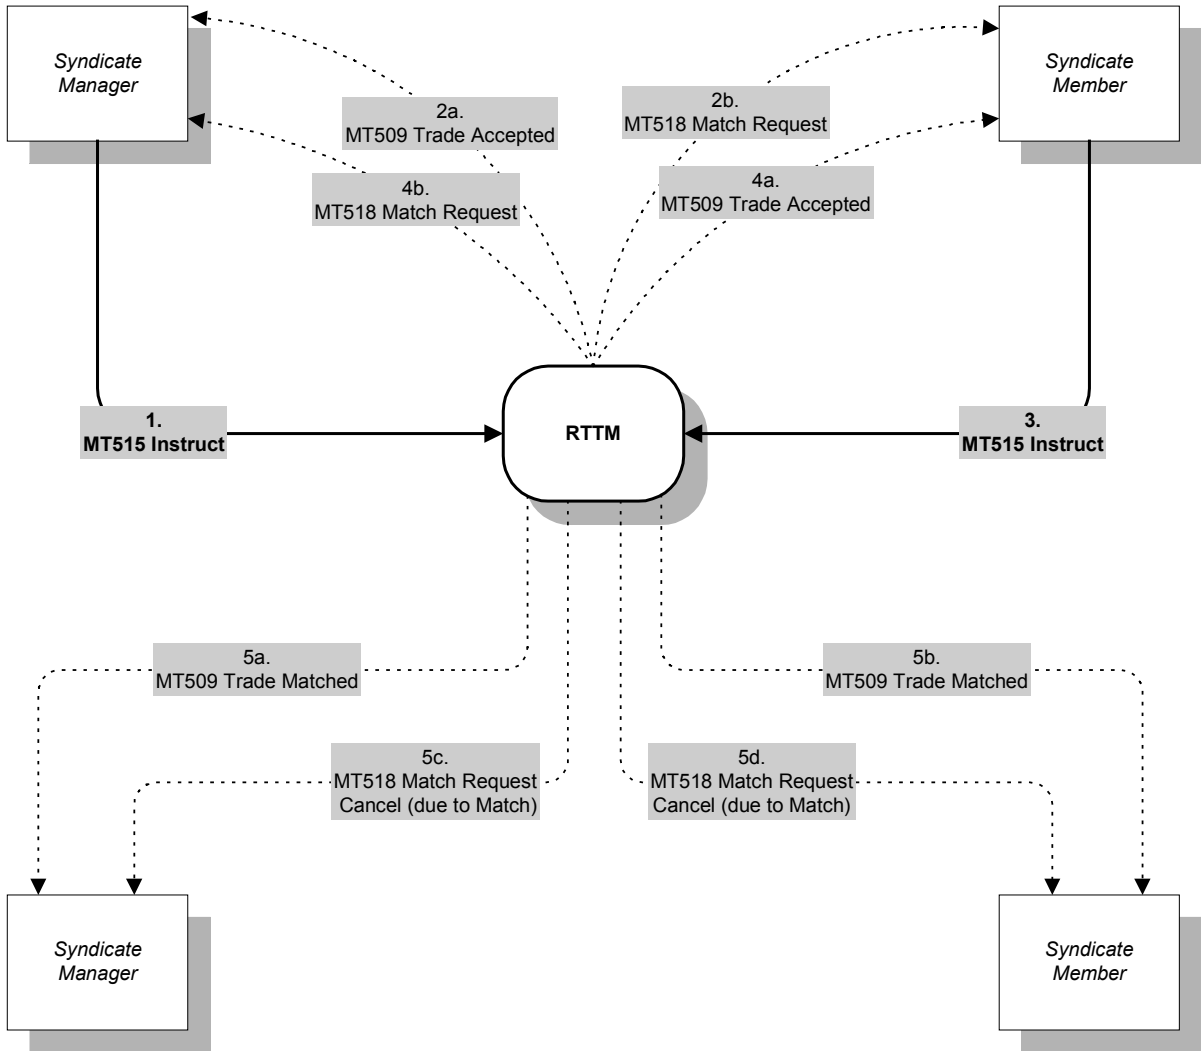 Syndicate
Manager
Syndicate
Member
2a.
MT509 Trade Accepted
2b.
MT518 Match Request
4b.
MT518 Match Request
4a.
MT509 Trade Accepted
1.
MT515 Instruct
RTTM
3.
MT515 Instruct
5a.
MT509 Trade Matched
5b.
MT509 Trade Matched
5c.
MT518 Match Request
Cancel (due to Match)
5d.
MT518 Match Request
Cancel (due to Match)
Syndicate
Manager
Syndicate
Member